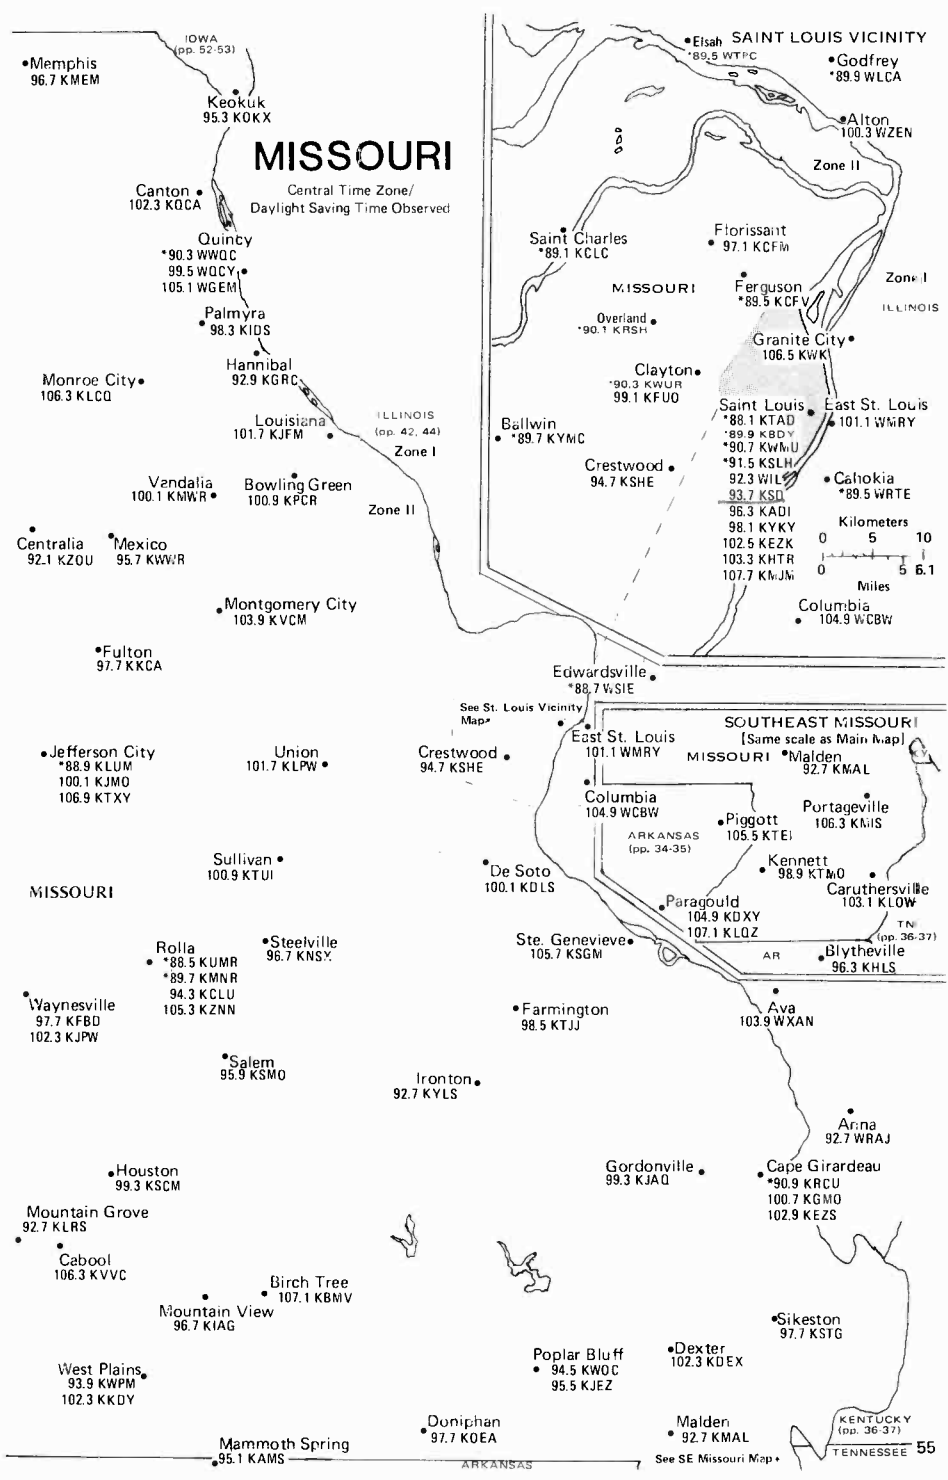 IOWA
(pp. 52-53)
•Memphis
96.7 KMEM
Keokuk
95.3 KOKX
MISSOURI
Central Time Zone/
Daylight Saving Time Observed
Canton •
102.3 KQCA
Quincy
*90.3 WWQC
99.5 WQCY•
105.1 WGEM
Palmyra
• 98.3 KIDS
Hannibal
92.9 KGRC
Monroe City•
106.3 KLCQ
ILLINOIS
(pp. 42, 44)
Louisiana
101.7 KJFM •
Zone I
Vandalia
100.1 KMWR •
Bowling Green
100.9 KPCR
Zone II
Centralia
92.1 KZOU
Mexico
95.7 KWWR
•Montgomery City
103.9 KVCM
•Fulton
97.7 KKCA
•Elsah
*89.5 WTPC
SAINT LOUIS VICINITY
•Godfrey
*89.9 WLCA
•Alton
100.3 WZEN
Zone II
Saint Charles
*89.1 KCLC
Florissant
• 97.1 KCFM
Zone I
ILLINOIS
MISSOURI
Ferguson
*89.5 KCFV
Overland •
*90.1 KRSH
Granite City•
106.5 KWK
Clayton•
*90.3 KWUR
99.1 KFUO
Ballwin
• *89.7 KYMC
Crestwood •
94.7 KSHE
Saint Louis •
*88.1 KTAD
*89.9 KBDY
*90.7 KWMU
*91.5 KSLH
92.3 WIL
93.7 KSD
96.3 KADI
98.1 KYKY
102.5 KEZK
103.3 KHTR
107.7 KMJM
East St. Louis
•101.1 WMRY
•Cahokia
*89.5 WRTE
Kilometers
0 5 10
0 5 6.1
Miles
Columbia
• 104.9 WCBW
Edwardsville •
*88.7 WSIE
See St. Louis Vicinity
Map •
East St. Louis
101.1 WMRY
•Jefferson City
*88.9 KLUM
100.1 KJMO
106.9 KTXY
Union
101.7 KLPW •
Crestwood •
94.7 KSHE
Columbia
104.9 WCBW
SOUTHEAST MISSOURI
[Same scale as Main Map]
MISSOURI
KY
•Malden
92.7 KMAL
Portageville
106.3 KMIS
•Piggott
105.5 KTEI
ARKANSAS
(pp. 34-35)
Kennett
• 98.9 KTMO
Caruthersville
103.1 KLOW
•Paragould
104.9 KDXY
107.1 KLQZ
TN
(pp. 36-37)
AR
•Blytheville
96.3 KHLS
Sullivan •
100.9 KTUI
De Soto
100.1 KDLS
MISSOURI
Rolla
• *88.5 KUMR
*89.7 KMNR
94.3 KCLU
105.3 KZNN
•Steelville
96.7 KNSX
Ste. Genevieve•
105.7 KSGM
Waynesville
97.7 KFBD
102.3 KJPW
•Farmington
98.5 KTJJ
Ava
103.9 WXAN
•Salem
95.9 KSMO
Ironton•
92.7 KYLS
Anna
92.7 WRAJ
•Houston
99.3 KSCM
Gordonville •
99.3 KJAQ
•Cape Girardeau
*90.9 KRCU
100.7 KGMO
102.9 KEZS
Mountain Grove
92.7 KLRS
Cabool
106.3 KVVC
Birch Tree
• 107.1 KBMV
Mountain View
96.7 KIAG
•Sikeston
97.7 KSTG
•Dexter
102.3 KDEX
Poplar Bluff
• 94.5 KWOC
95.5 KJEZ
West Plains•
93.9 KWPM
102.3 KKDY
•Doniphan
97.7 KOEA
Malden
• 92.7 KMAL
KENTUCKY
(pp. 36-37)
Mammoth Spring
•95.1 KAMS
ARKANSAS
See SE Missouri Map •
TENNESSEE
55